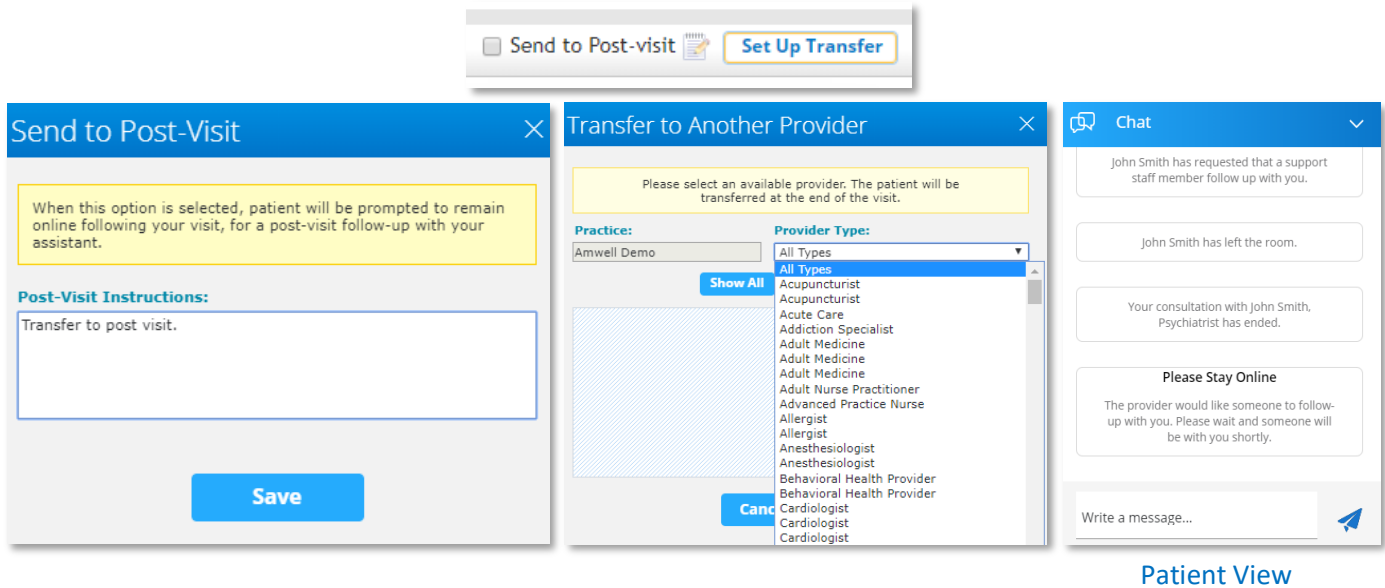 Send to Post-visit
Set Up Transfer
Send to Post-Visit
When this option is selected, patient will be prompted to remain
online following your visit, for a post-visit follow-up with your
assistant.
Post-Visit Instructions:
Transfer to post visit.
Save
Transfer to Another Provider
Please select an available provider. The patient will be
transferred at the end of the visit.
Practice:
Provider Type:
Amwell Demo
All Types
All Types
Show All
Acupuncturist
Acupuncturist
Acute Care
Addiction Specialist
Adult Medicine
Adult Medicine
Adult Medicine
Adult Nurse Practitioner
Advanced Practice Nurse
Allergist
Allergist
Anesthesiologist
Anesthesiologist
Behavioral Health Provider
Behavioral Health Provider
Cardiologist
Cardiologist
Cardiologist
Canc
Chat
John Smith has requested that a support
staff member follow up with you.
John Smith has left the room.
Your consultation with John Smith,
Psychiatrist has ended.
Please Stay Online
The provider would like someone to follow-
up with you. Please wait and someone will
be with you shortly.
Write a message...
Patient View